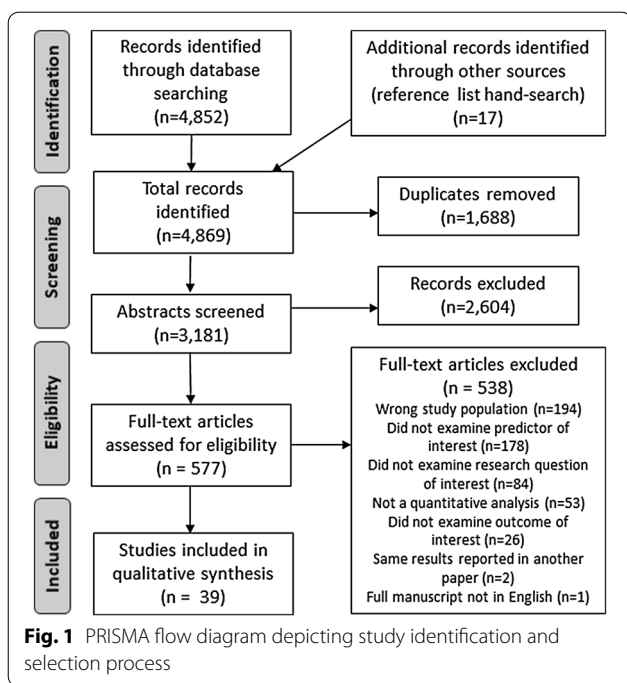 Identification
Records identified
through database
searching
(n=4,852)
Additional records identified
through other sources
(reference list hand-search)
(n=17)
Screening
Total records
identified
(n=4,869)
Duplicates removed
(n=1,688)
Abstracts screened
(n=3,181)
Records excluded
(n=2,604)
Eligibility
Full-text articles
assessed for eligibility
(n = 577)
Full-text articles excluded
(n = 538)
Wrong study population (n=194)
Did not examine predictor of
interest (n=178)
Did not examine research question
of interest (n=84)
Not a quantitative analysis (n=53)
Did not examine outcome of
interest (n=26)
Same results reported in another
paper (n=2)
Full manuscript not in English (n=1)
Included
Studies included in
qualitative synthesis
(n = 39)
Fig. 1 PRISMA flow diagram depicting study identification and
selection process